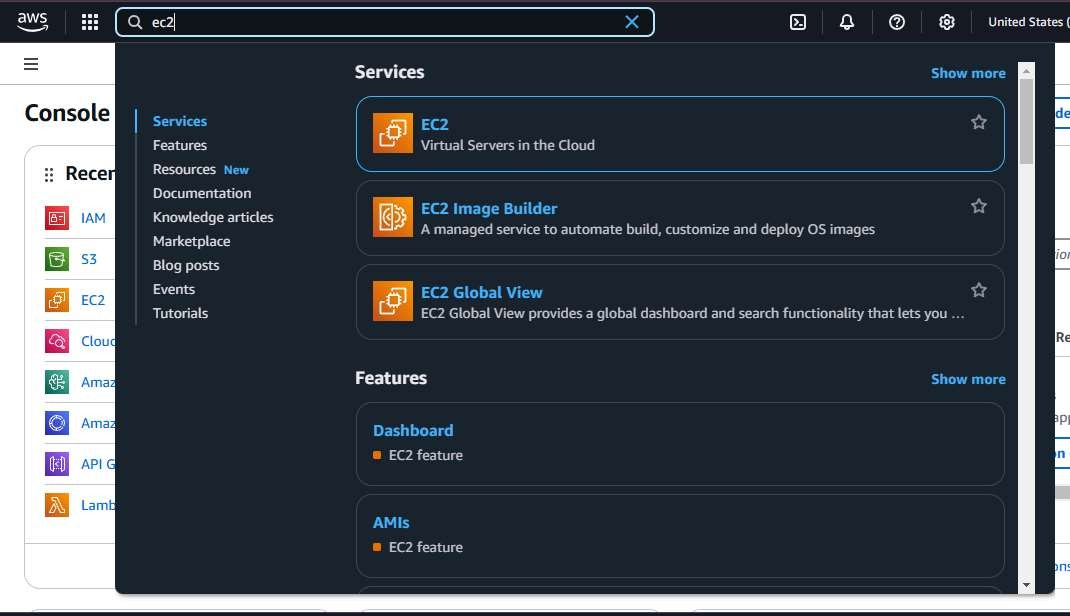 aws
ec2
United States (
Console
Recen
IAM
S3
EC2
Cloud
Amaz
Amaz
API G
Lamb
Services
Features
Resources New
Documentation
Knowledge articles
Marketplace
Blog posts
Events
Tutorials
Services
Show more
EC2
Virtual Servers in the Cloud
EC2 Image Builder
A managed service to automate build, customize and deploy OS images
EC2 Global View
EC2 Global View provides a global dashboard and search functionality that lets you ...
Features
Show more
Dashboard
EC2 feature
AMIs
EC2 feature